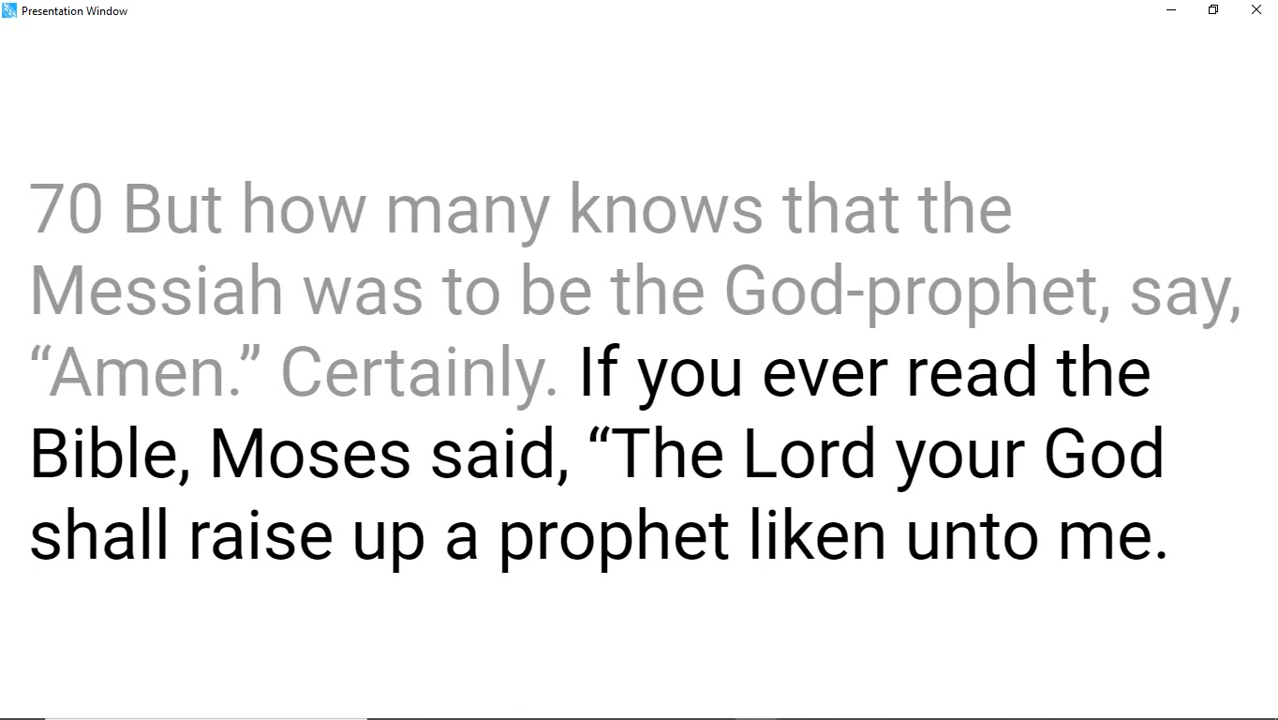 Presentation Window
70 But how many knows that the
Messiah was to be the God-prophet, say,
“Amen.” Certainly. If you ever read the
Bible, Moses said, “The Lord your God
shall raise up a prophet liken unto me.